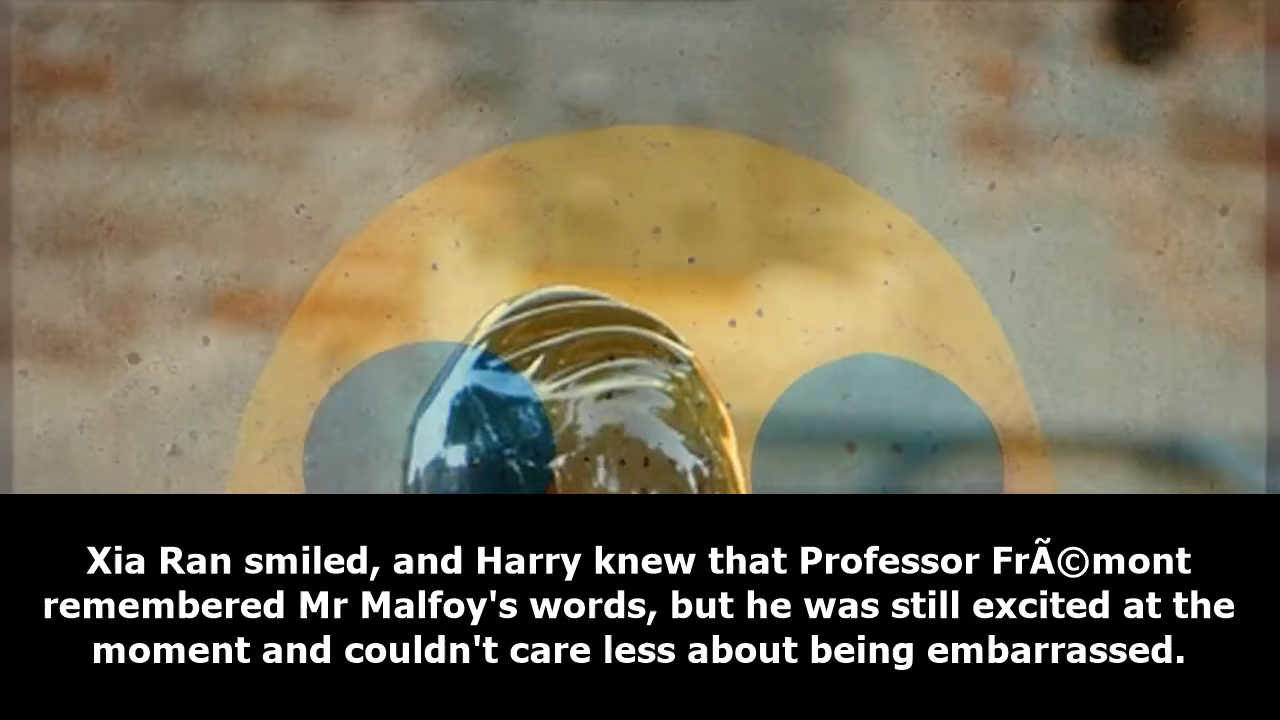 Xia Ran smiled, and Harry knew that Professor FrÃ©mont
remembered Mr Malfoy's words, but he was still excited at the
moment and couldn't care less about being embarrassed.